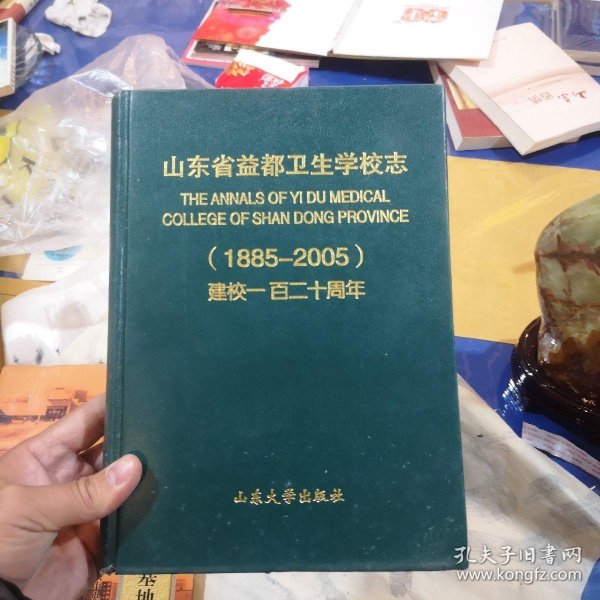 山东省益都卫生学校志
THE ANNALS OF YI DU MEDICAL
COLLEGE OF SHAN DONG PROVINCE
(1885-2005)
建校一百二十周年
山东大学出版社
基地
孔夫子旧书网
www.kongfz.com